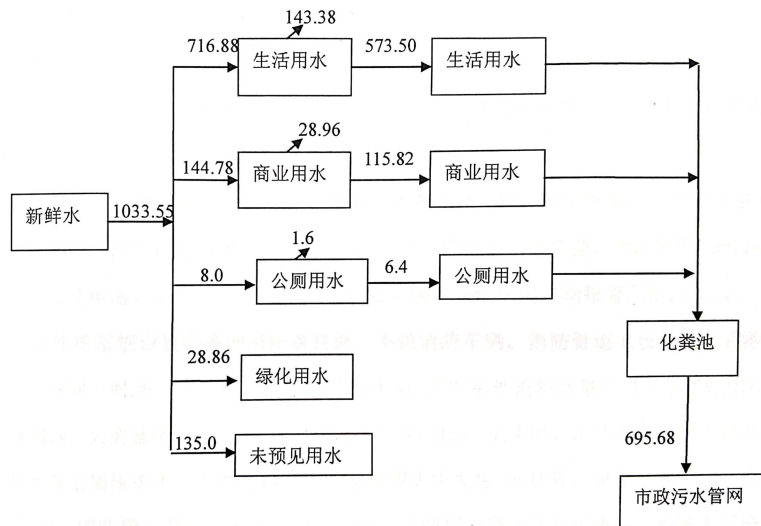 143.38
716.88
生活用水
573.50
生活用水
28.96
144.78
商业用水
115.82
商业用水
新鲜水
1033.55
1.6
8.0
公厕用水
6.4
公厕用水
化粪池
28.86
绿化用水
695.68
135.0
未预见用水
市政污水管网